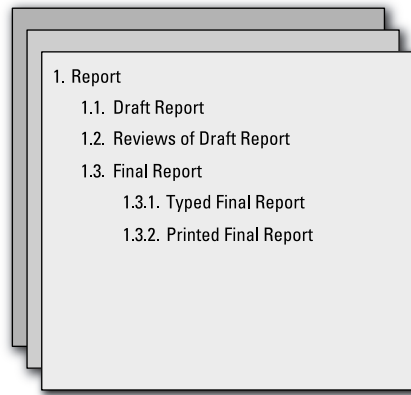 1. Report
1.1. Draft Report
1.2. Reviews of Draft Report
1.3. Final Report
1.3.1. Typed Final Report
1.3.2. Printed Final Report